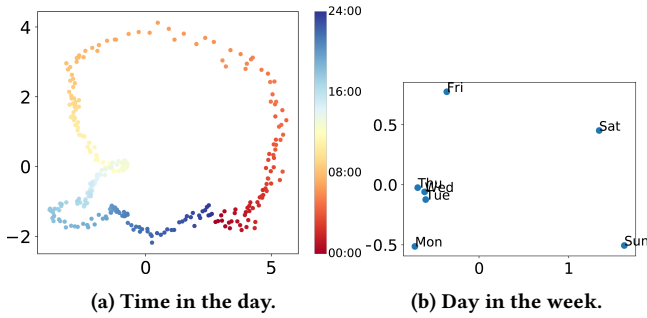 4
2
0
−2
0
5
24:00
16:00
08:00
00:00
(a) Time in the day.
Fri
Sat
0.5
Thu
Wed
Tue
0.0
Mon
Sun
−0.5
0
1
(b) Day in the week.